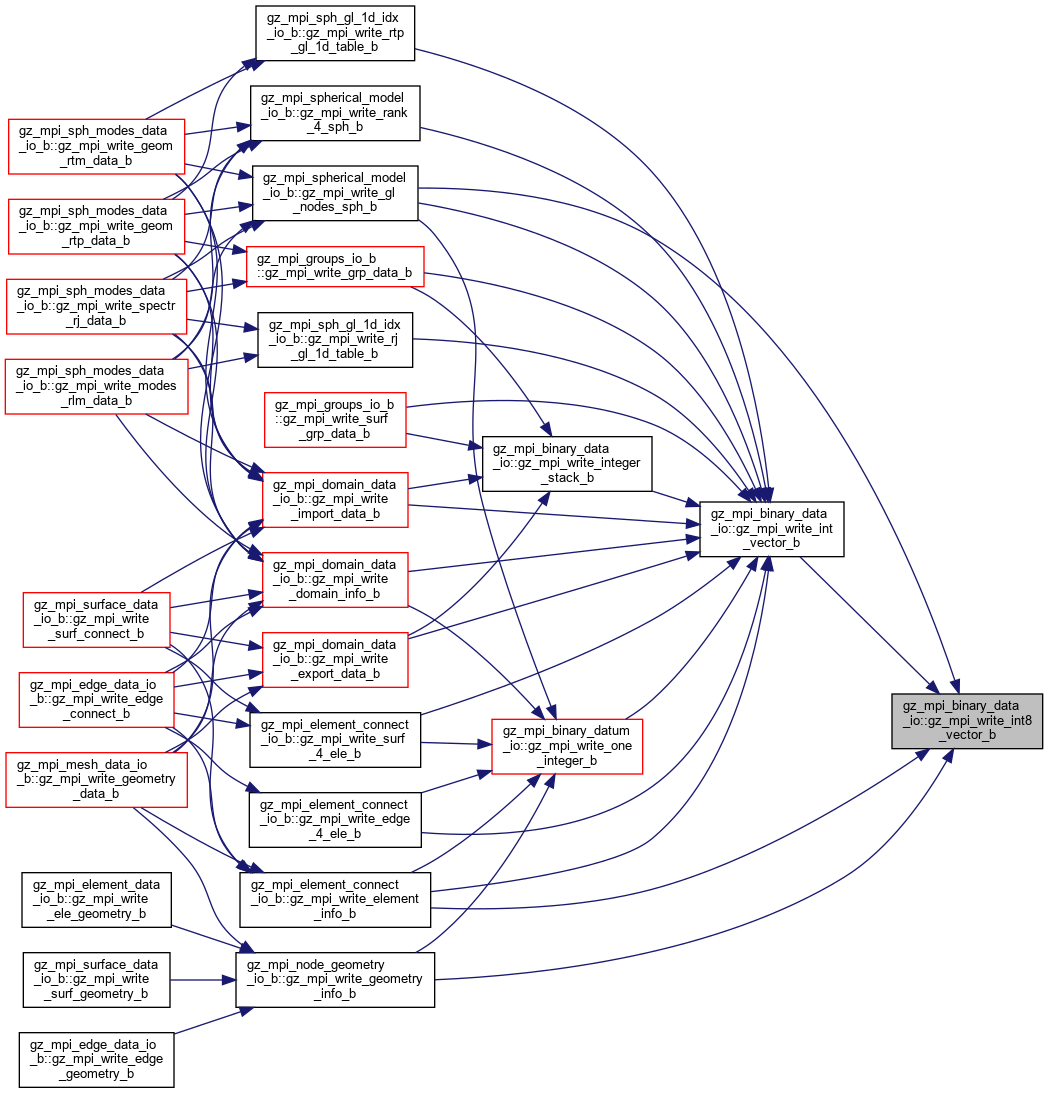 gz_mpi_sph_gl_1d_idx
_io_b::gz_mpi_write_rtp
_gl_1d_table_b
gz_mpi_spherical_model
_io_b::gz_mpi_write_rank
_4_sph_b
gz_mpi_sph_modes_data
_io_b::gz_mpi_write_geom
_rtm_data_b
gz_mpi_spherical_model
_io_b::gz_mpi_write_gl
_nodes_sph_b
gz_mpi_sph_modes_data
_io_b::gz_mpi_write_geom
_rtp_data_b
gz_mpi_groups_io_b
::gz_mpi_write_grp_data_b
gz_mpi_sph_modes_data
_io_b::gz_mpi_write_spectr
_rj_data_b
gz_mpi_sph_gl_1d_idx
_io_b::gz_mpi_write_rj
_gl_1d_table_b
gz_mpi_sph_modes_data
_io_b::gz_mpi_write_modes
_rlm_data_b
gz_mpi_groups_io_b
::gz_mpi_write_surf
_grp_data_b
gz_mpi_binary_data
_io::gz_mpi_write_integer
_stack_b
gz_mpi_domain_data
_io_b::gz_mpi_write
_import_data_b
gz_mpi_binary_data
_io::gz_mpi_write_int
_vector_b
gz_mpi_domain_data
_io_b::gz_mpi_write
_domain_info_b
gz_mpi_surface_data
_io_b::gz_mpi_write
_surf_connect_b
gz_mpi_domain_data
_io_b::gz_mpi_write
_export_data_b
gz_mpi_edge_data_io
_b::gz_mpi_write_edge
_connect_b
gz_mpi_binary_data
_io::gz_mpi_write_int8
_vector_b
gz_mpi_element_connect
_io_b::gz_mpi_write_surf
_4_ele_b
gz_mpi_binary_datum
_io::gz_mpi_write_one
_integer_b
gz_mpi_mesh_data_io
_b::gz_mpi_write_geometry
_data_b
gz_mpi_element_connect
_io_b::gz_mpi_write_edge
_4_ele_b
gz_mpi_element_data
_io_b::gz_mpi_write
_ele_geometry_b
gz_mpi_element_connect
_io_b::gz_mpi_write_element
_info_b
gz_mpi_surface_data
_io_b::gz_mpi_write
_surf_geometry_b
gz_mpi_node_geometry
_io_b::gz_mpi_write_geometry
_info_b
gz_mpi_edge_data_io
_b::gz_mpi_write_edge
_geometry_b